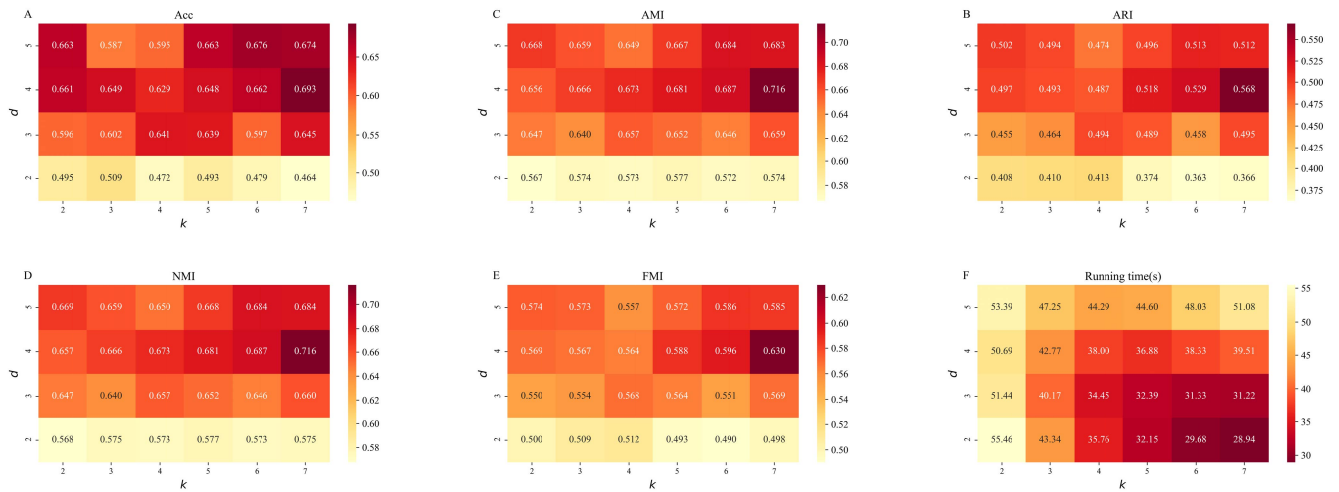 A Acc
5 0.663 0.587 0.595 0.663 0.676 0.674
4 0.661 0.649 0.629 0.648 0.662 0.693
3 0.596 0.602 0.641 0.639 0.597 0.645
2 0.495 0.509 0.472 0.493 0.479 0.464
d
2 3 4 5 6 7
k
0.65
0.60
0.55
0.50
C AMI
5 0.668 0.659 0.649 0.667 0.684 0.683
4 0.656 0.666 0.673 0.681 0.687 0.716
3 0.647 0.640 0.657 0.652 0.646 0.659
2 0.567 0.574 0.573 0.577 0.572 0.574
d
2 3 4 5 6 7
k
0.70
0.68
0.66
0.64
0.62
0.60
0.58
B ARI
5 0.502 0.494 0.474 0.496 0.513 0.512
4 0.497 0.493 0.487 0.518 0.529 0.568
3 0.455 0.464 0.494 0.489 0.458 0.495
2 0.408 0.410 0.413 0.374 0.363 0.366
d
2 3 4 5 6 7
k
0.550
0.525
0.500
0.475
0.450
0.425
0.400
0.375
D NMI
5 0.669 0.659 0.650 0.668 0.684 0.684
4 0.657 0.666 0.673 0.681 0.687 0.716
3 0.647 0.640 0.657 0.652 0.646 0.660
2 0.568 0.575 0.573 0.577 0.573 0.575
d
2 3 4 5 6 7
k
0.70
0.68
0.66
0.64
0.62
0.60
0.58
E FMI
5 0.574 0.573 0.557 0.572 0.586 0.585
4 0.569 0.567 0.564 0.588 0.596 0.630
3 0.550 0.554 0.568 0.564 0.551 0.569
2 0.500 0.509 0.512 0.493 0.490 0.498
d
2 3 4 5 6 7
k
0.62
0.60
0.58
0.56
0.54
0.52
0.50
F Running time(s)
5 53.39 47.25 44.29 44.60 48.03 51.08
4 50.69 42.77 38.00 36.88 38.33 39.51
3 51.44 40.17 34.45 32.39 31.33 31.22
2 55.46 43.34 35.76 32.15 29.68 28.94
d
2 3 4 5 6 7
k
55
50
45
40
35
30